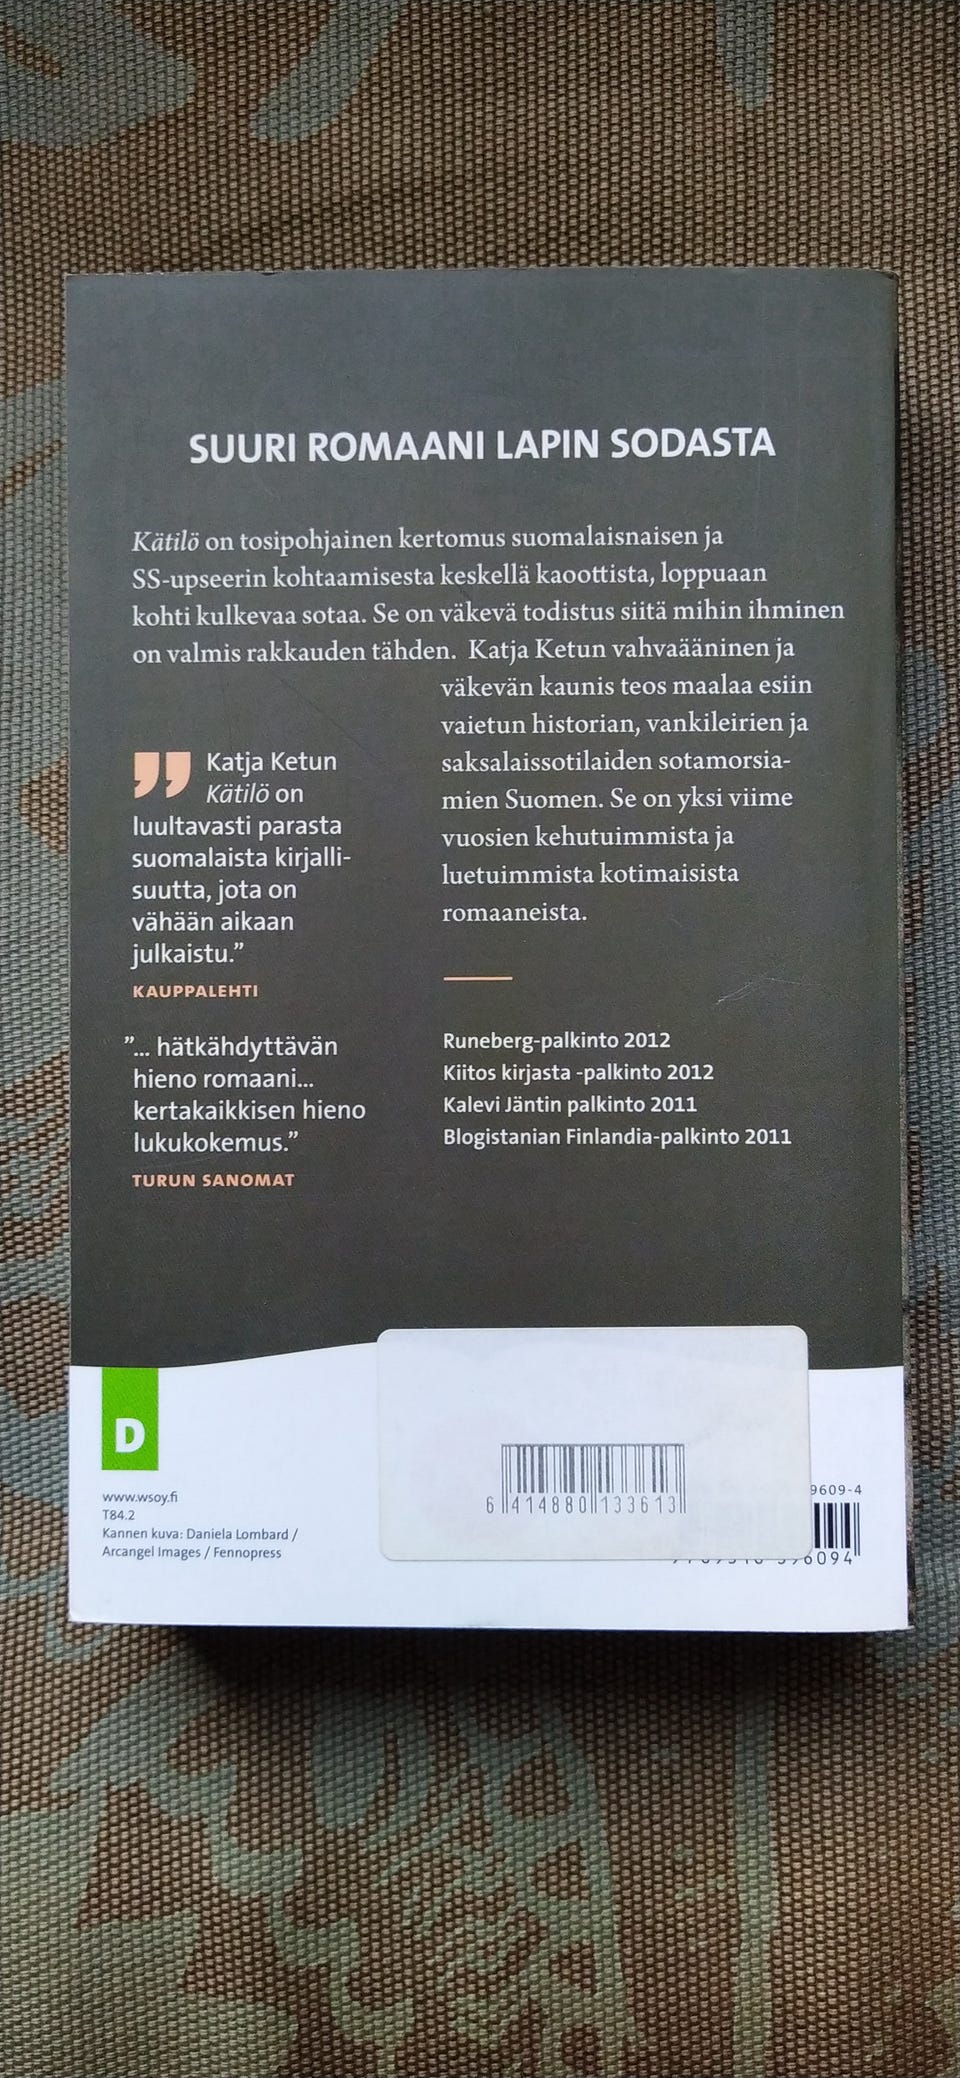 SUURI ROMAANI LAPIN SODASTA
Kätilö on tosipohjainen kertomus suomalaisnaisen ja
SS-upseerin kohtaamisesta keskellä kaoottista, loppuaan
kohti kulkevaa sotaa. Se on väkevä todistus siitä mihin ihminen
on valmis rakkauden tähden. Katja Ketun vahvaääninen ja
väkevän kaunis teos maalaa esiin
vaietun historian, vankileirien ja
saksalaissotilaiden sotamorsia-
mien Suomen. Se on yksi viime
vuosien kehutuimmista ja
luetuimmista kotimaisista
romaaneista.
” Katja Ketun
Kätilö on
luultavasti parasta
suomalaista kirjalli-
suutta, jota on
vähään aikaan
julkaistu.”
KAUPPALEHTI
”... hätkähdyttävän
hieno romaani...
kertakaikkisen hieno
lukukokemus.”
TURUN SANOMAT
Runeberg-palkinto 2012
Kiitos kirjasta -palkinto 2012
Kalevi Jäntin palkinto 2011
Blogistanian Finlandia-palkinto 2011
D
www.wsoy.fi
T84.2
Kannen kuva: Daniela Lombard /
Arcangel Images / Fennopress
6 414880 133613
9609-4
6094